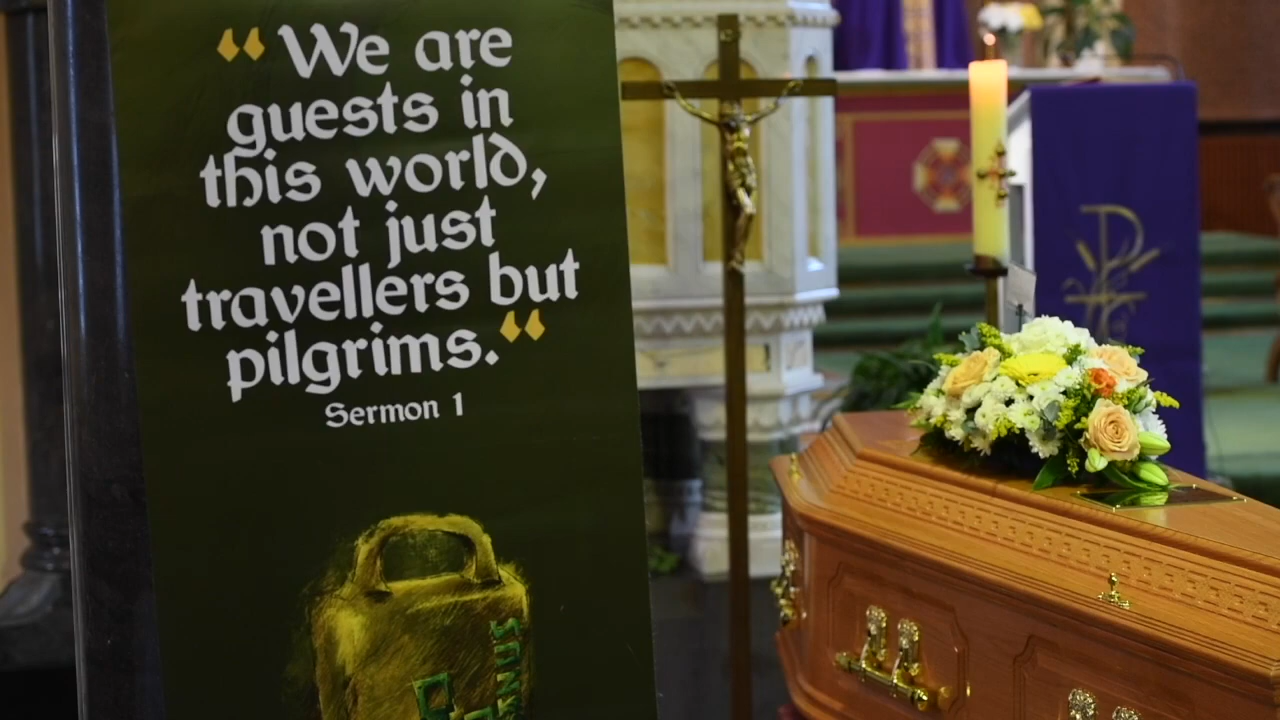 “We are
guests in
this world,
not just
travellers but
pilgrims.“
Sermon 1